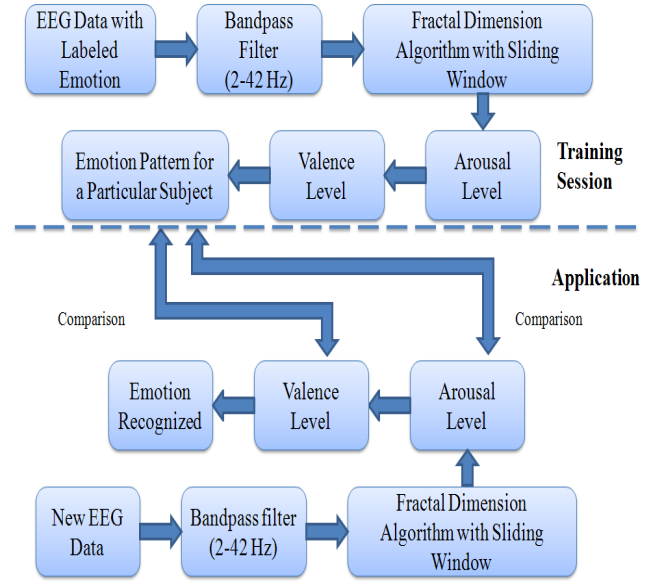 EEG Data with
Labeled
Emotion
Bandpass
Filter
(2-42 Hz)
Fractal Dimension
Algorithm with Sliding
Window
Emotion Pattern for
a Particular Subject
Valence
Level
Arousal
Level
Training
Session
Application
Comparison
Comparison
Emotion
Recognized
Valence
Level
Arousal
Level
New EEG
Data
Bandpass filter
(2-42 Hz)
Fractal Dimension
Algorithm with Sliding
Window